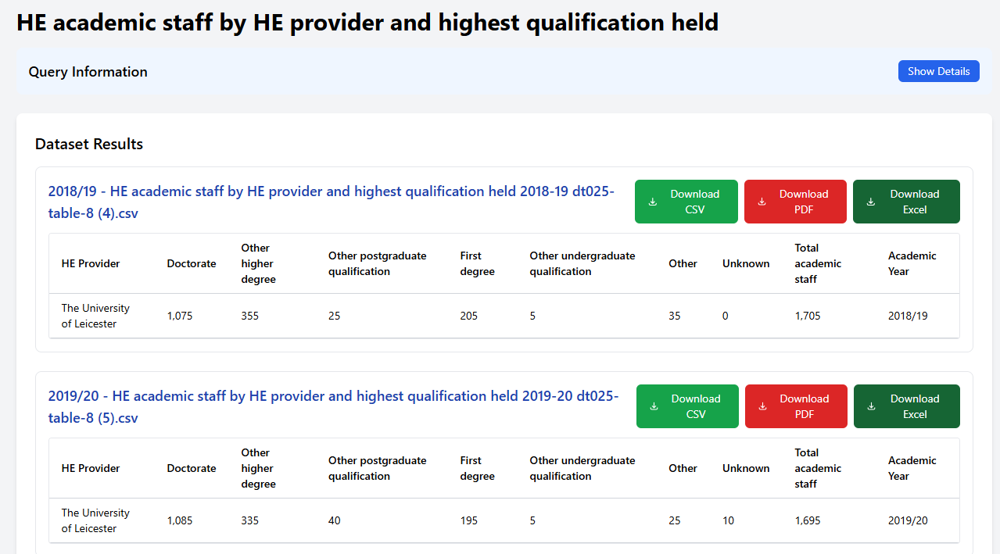 HE academic staff by HE provider and highest qualification held
Query Information
Show Details
Dataset Results
2018/19 - HE academic staff by HE provider and highest qualification held 2018-19 dt025-
table-8 (4).csv
Download
CSV
Download
PDF
Download
Excel
HE Provider
Doctorate
Other
higher
degree
Other postgraduate
qualification
First
degree
Other undergraduate
qualification
Other
Unknown
Total
academic
staff
Academic
Year
The University
of Leicester
1,075
355
25
205
5
35
0
1,705
2018/19
2019/20 - HE academic staff by HE provider and highest qualification held 2019-20 dt025-
table-8 (5).csv
Download
CSV
Download
PDF
Download
Excel
HE Provider
Doctorate
Other
higher
degree
Other postgraduate
qualification
First
degree
Other undergraduate
qualification
Other
Unknown
Total
academic
staff
Academic
Year
The University
of Leicester
1,085
335
40
195
5
25
10
1,695
2019/20